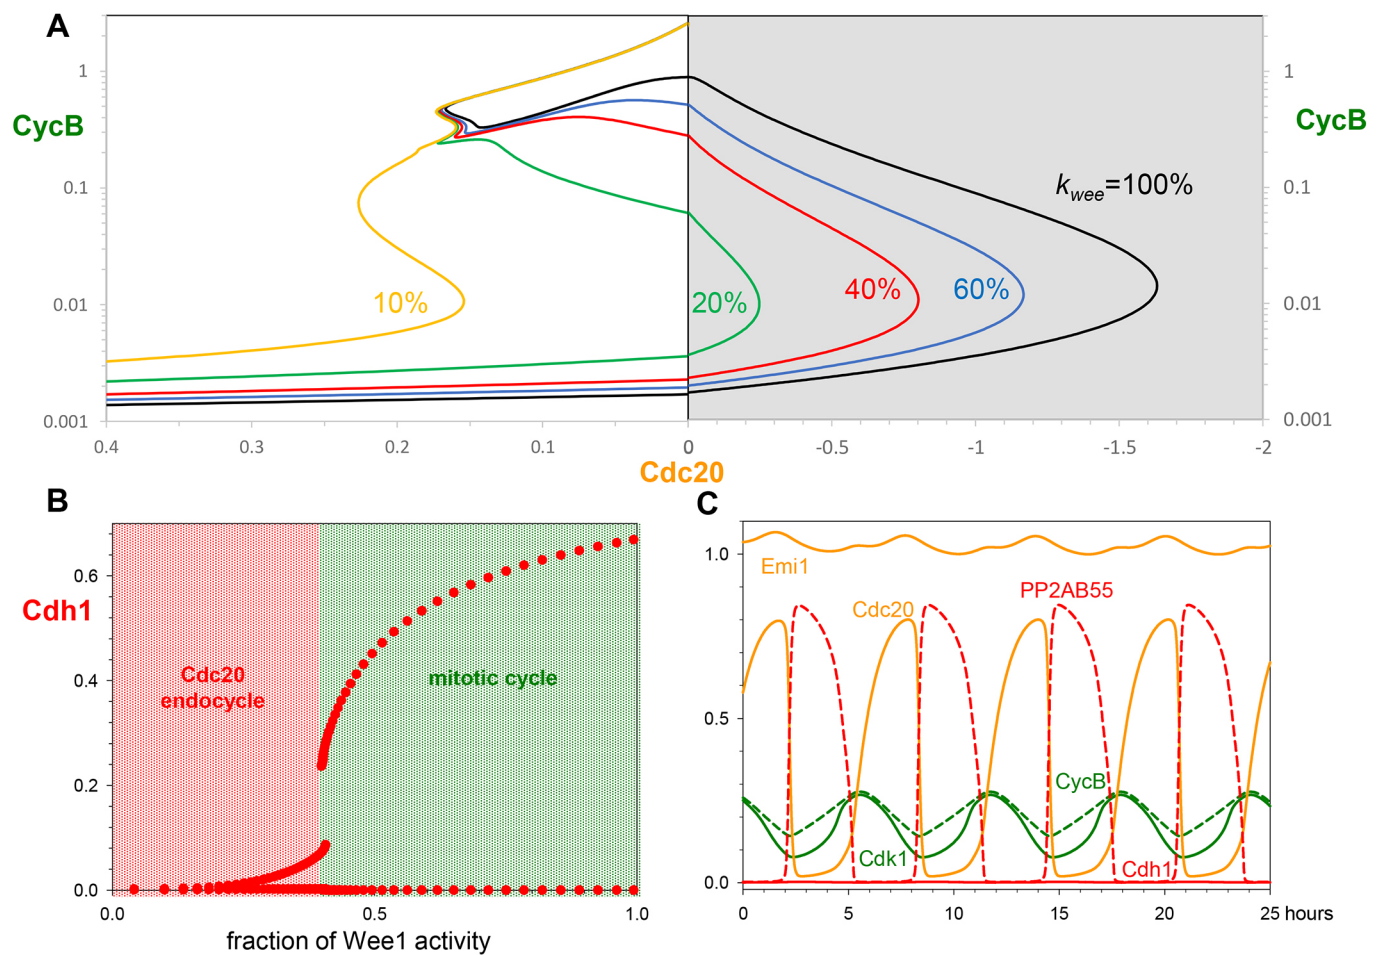 A
1
1
CycB
CycB
k_wee=100%
0.1
0.1
10%
20%
40%
60%
0.01
0.01
0.001
0.001
0.4
0.3
0.2
0.1
0
-0.5
-1
-1.5
-2
Cdc20
B
0.6
Cdh1
Cdc20
endocycle
mitotic cycle
0.4
0.2
0.0
0.0
0.5
1.0
fraction of Wee1 activity
C
1.0
Emi1
PP2AB55
Cdc20
0.5
CycB
Cdk1
Cdh1
0.0
0
5
10
15
20
25 hours